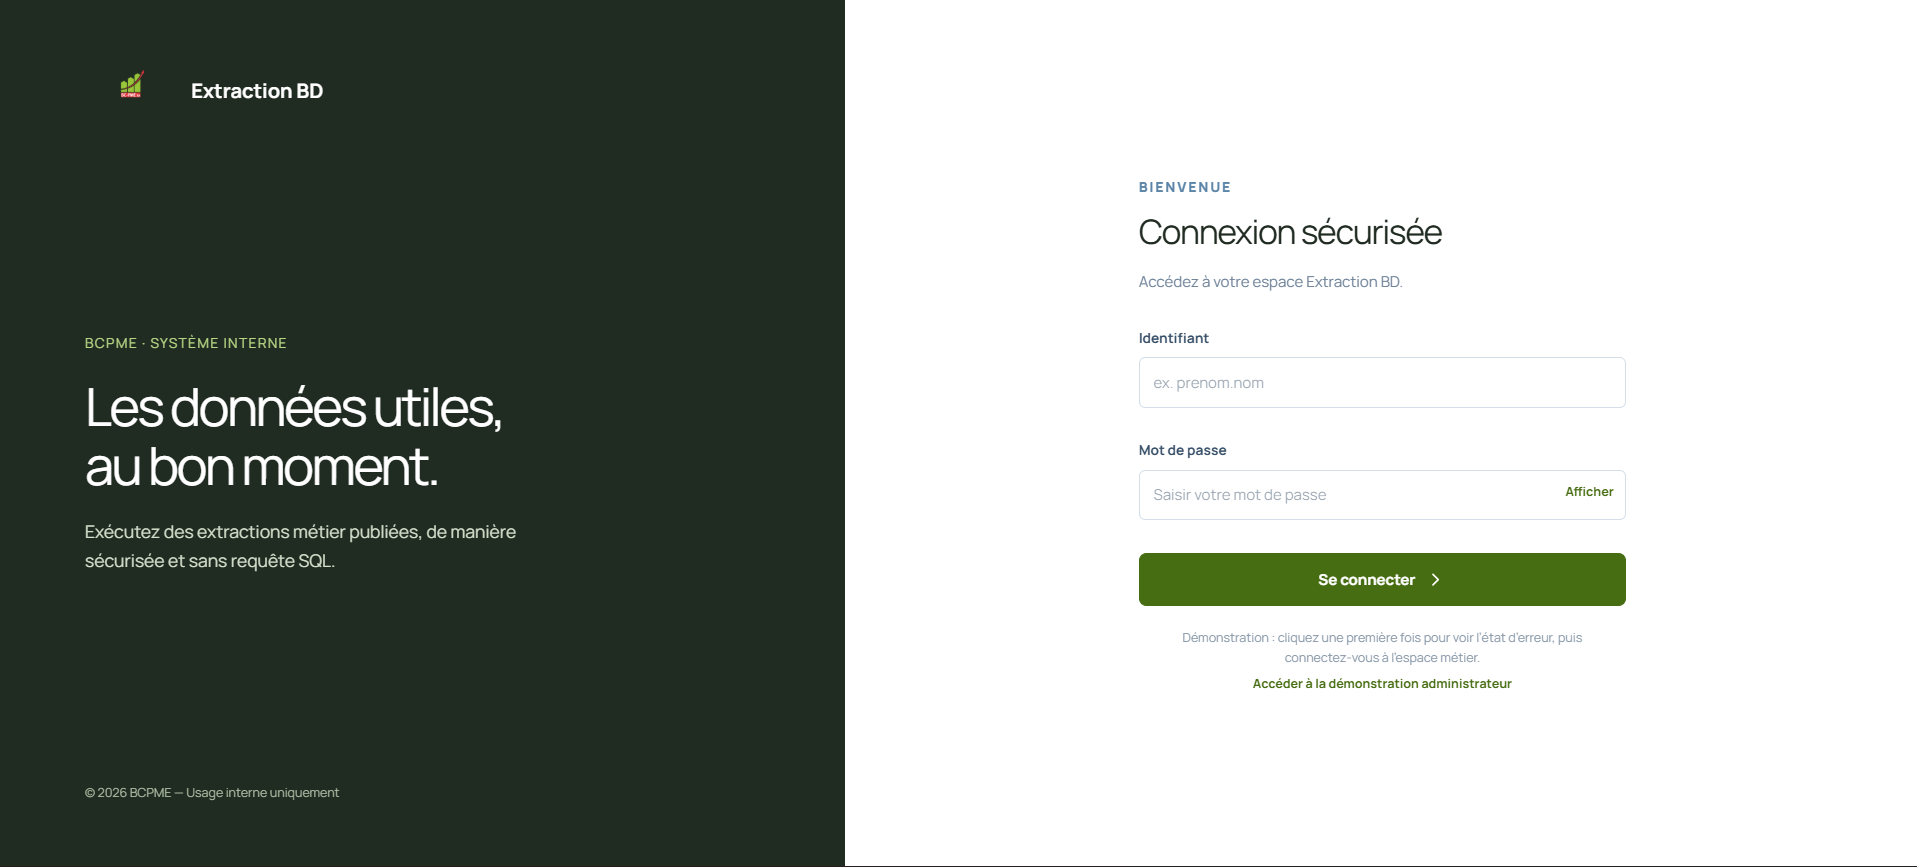 BC-PME
Extraction BD
BCPME · SYSTÈME INTERNE
Les données utiles,
au bon moment.
Exécutez des extractions métier publiées, de manière
sécurisée et sans requête SQL.
© 2026 BCPME — Usage interne uniquement
BIENVENUE
Connexion sécurisée
Accédez à votre espace Extraction BD.
Identifiant
ex. prenom.nom
Mot de passe
Saisir votre mot de passe
Afficher
Se connecter
Démonstration : cliquez une première fois pour voir l’état d’erreur, puis
connectez-vous à l’espace métier.
Accéder à la démonstration administrateur